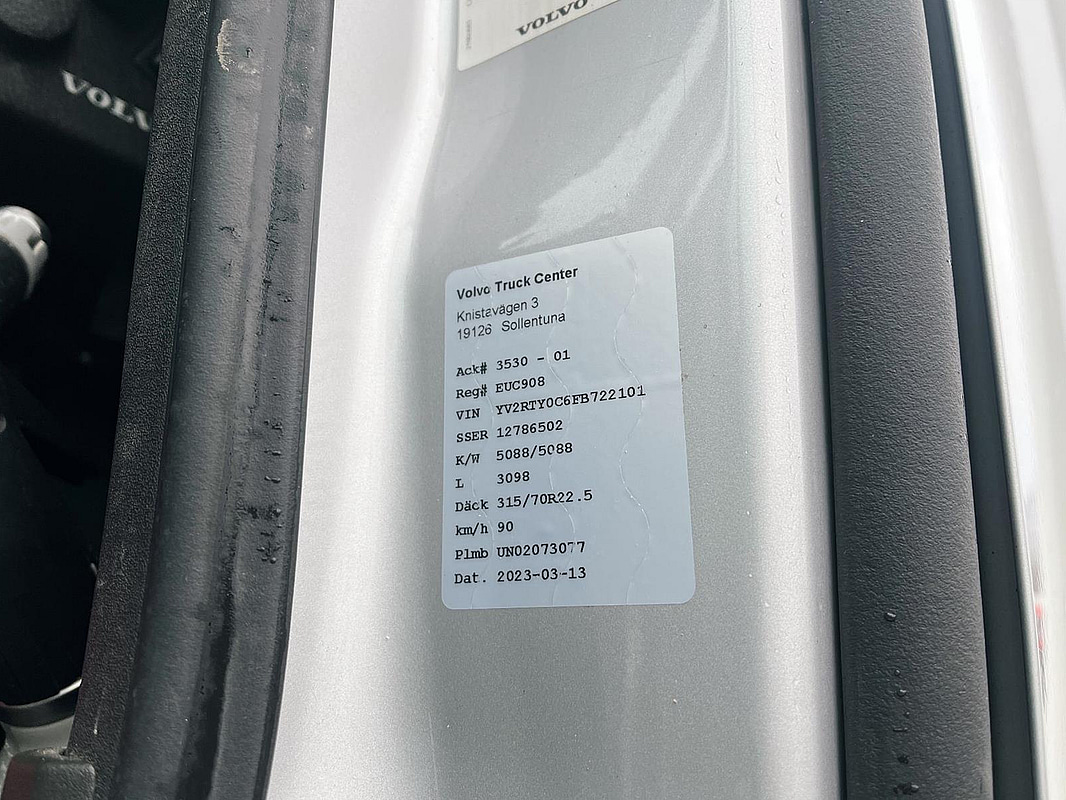 VOLVO
VOLV
Volvo Truck Center
Knistavägen 3
19126 Sollentuna
Ack# 3530 - 01
Reg# EUC908
VIN YV2RTY0C6FB722101
SSER 12786502
K/W 5088/5088
L 3098
Däck 315/70R22.5
km/h 90
Plmb UN02073077
Dat. 2023-03-13